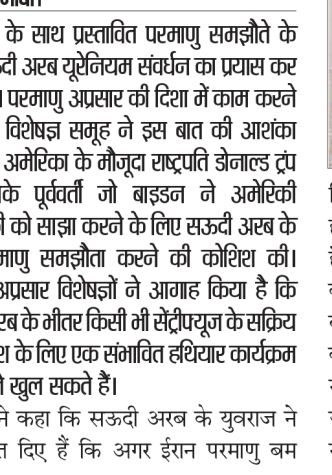 के साथ प्रस्तावित परमाणु समझौते के
अरब यूरेनियम संवर्धन का प्रयास कर
परमाणु अप्रसार की दिशा में काम करने
विशेषज्ञ समूह ने इस बात की आशंका
अमेरिका के मौजूदा राष्ट्रपति डोनाल्ड ट्रंप
के पूर्ववर्ती जो बाइडन ने अमेरिकी
को साझा करने के लिए सऊदी अरब के
समझौता करने की कोशिश की।
अप्रसार विशेषज्ञों ने आगाह किया है कि
के भीतर किसी भी सेंट्रीफ्यूज के सक्रिय
के लिए एक संभावित हथियार कार्यक्रम
खुल सकते हैं।
ने कहा कि सऊदी अरब के युवराज ने
दिए हैं कि अगर ईरान परमाणु बम